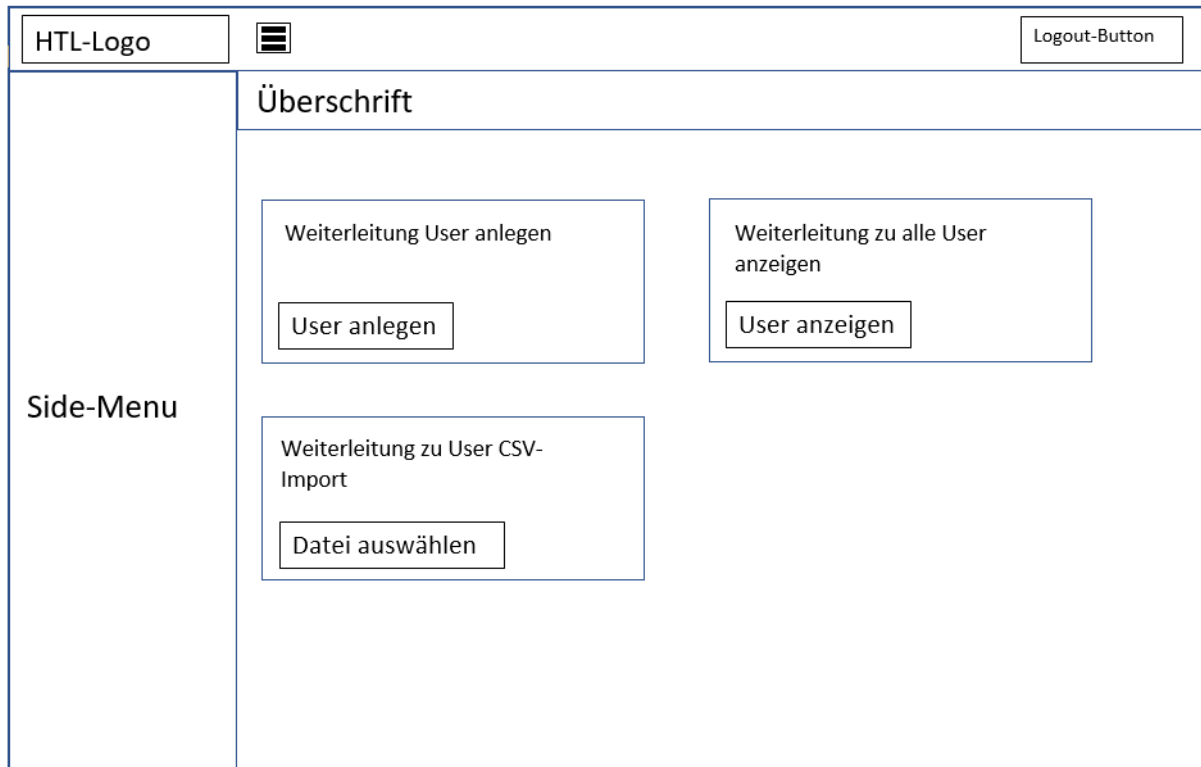 HTL-Logo
Logout-Button
Überschrift
Weiterleitung User anlegen
User anlegen
Weiterleitung zu alle User
anzeigen
User anzeigen
Side-Menu
Weiterleitung zu User CSV-
Import
Datei auswählen